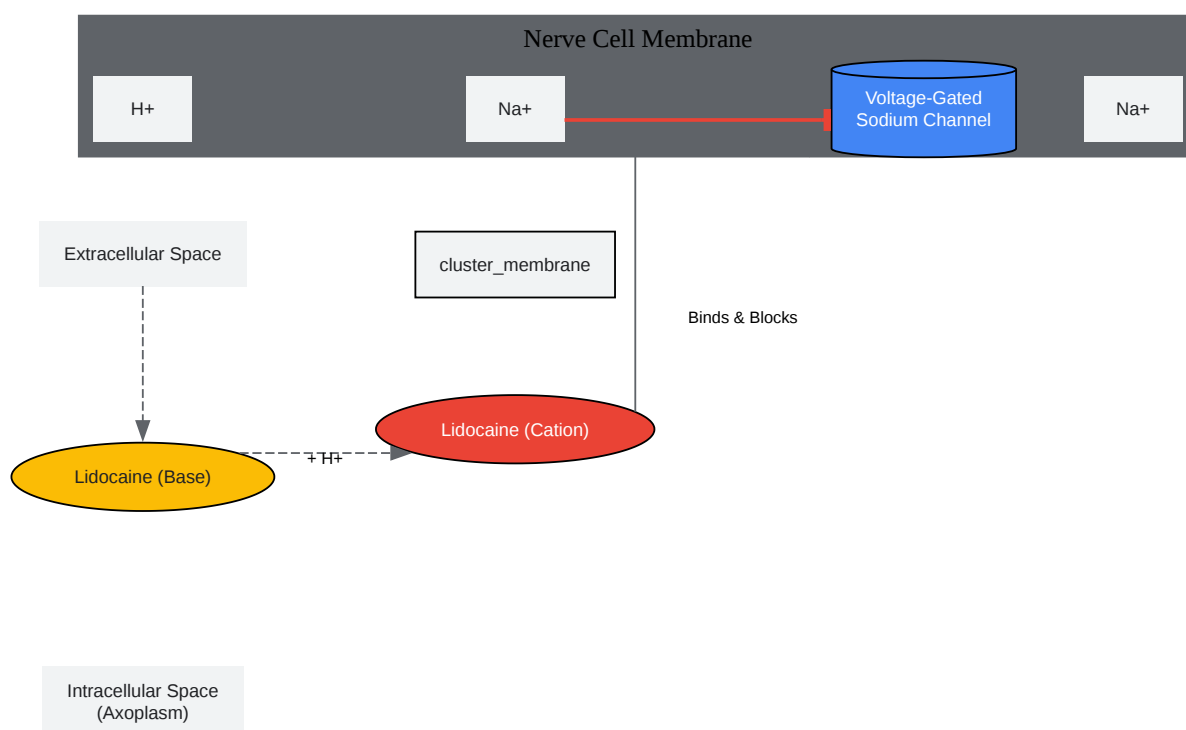 Nerve Cell Membrane
H+
Na+
Voltage-Gated
Sodium Channel
Na+
Extracellular Space
cluster_membrane
Binds & Blocks
Lidocaine (Cation)
+ H+
Lidocaine (Base)
Intracellular Space
(Axoplasm)